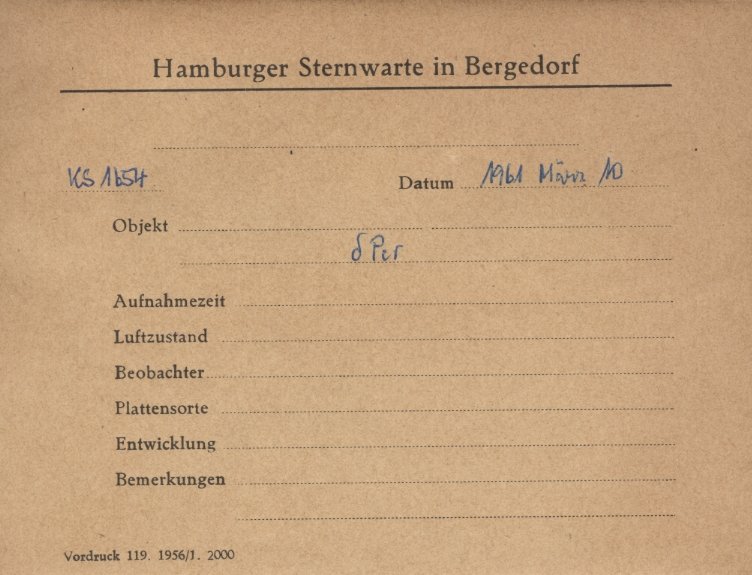 Hamburger Sternwarte in Bergedorf
KS 1654 Datum 1961 März 10
Objekt
δ Per
Aufnahmezeit
Luftzustand
Beobachter
Plattensorte
Entwicklung
Bemerkungen
Vordruck 119. 1956/1. 2000